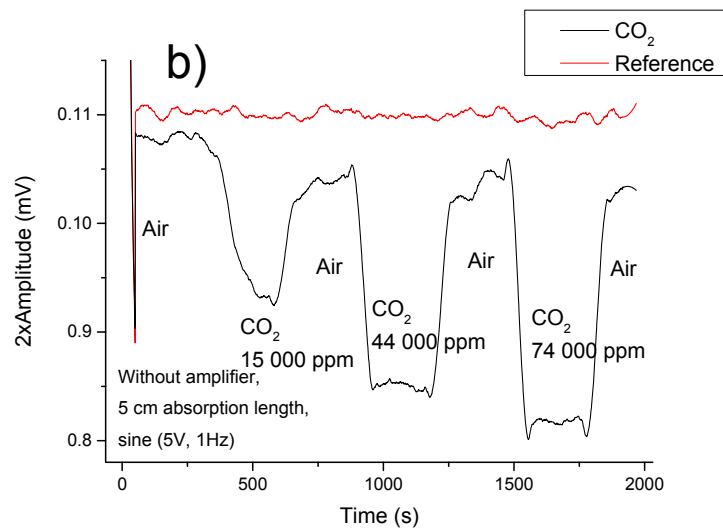 CO2
Reference
b)
0.11
0.10
0.9
0.8
2xAmplitude (mV)
Air
Air
Air
Air
CO2
15 000 ppm
CO2
44 000 ppm
CO2
74 000 ppm
Without amplifier,
5 cm absorption length,
sine (5V, 1Hz)
0
500
1000
1500
2000
Time (s)